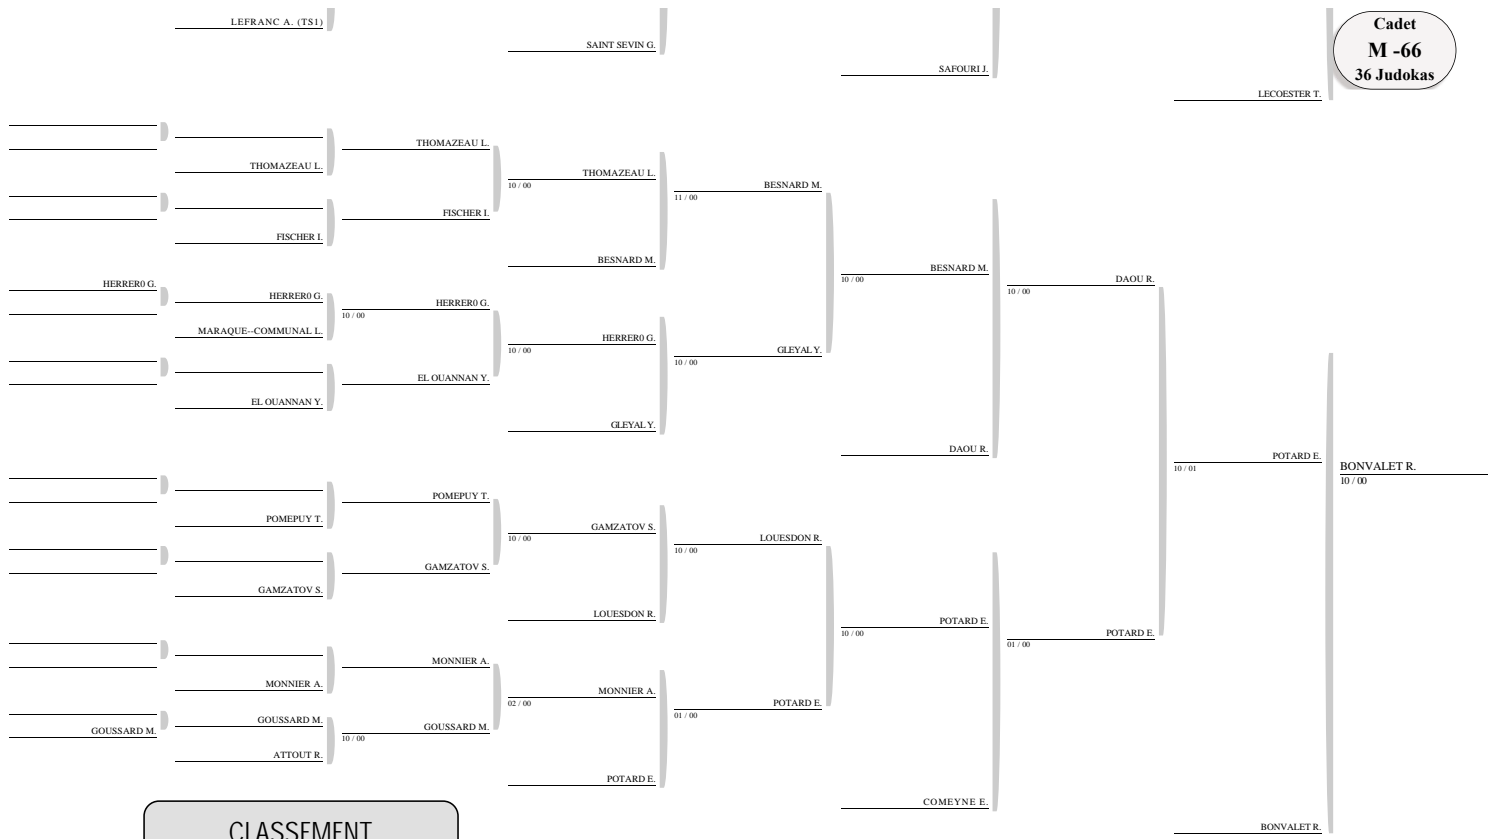 LEFRANC A. (TS1)
SAINT SEVIN G.
SAFOURI J.
LECOESTER T.
Cadet
M -66
36 Judokas
THOMAZEAU L.
THOMAZEAU L.
FISCHER I.
FISCHER I.
THOMAZEAU L.
10 / 00
BESNARD M.
BESNARD M.
11 / 00
HERRER0 G.
HERRER0 G.
MARAQUE--COMMUNAL L.
HERRER0 G.
10 / 00
EL OUANNAN Y.
EL OUANNAN Y.
HERRER0 G.
10 / 00
GLEYAL Y.
GLEYAL Y.
10 / 00
BESNARD M.
10 / 00
DAOU R.
DAOU R.
10 / 00
POMEPUY T.
POMEPUY T.
GAMZATOV S.
GAMZATOV S.
GAMZATOV S.
10 / 00
LOUESDON R.
LOUESDON R.
10 / 00
MONNIER A.
MONNIER A.
GOUSSARD M.
GOUSSARD M.
ATTOUT R.
GOUSSARD M.
10 / 00
MONNIER A.
02 / 00
POTARD E.
POTARD E.
01 / 00
POTARD E.
10 / 00
COMEYNE E.
POTARD E.
01 / 00
POTARD E.
10 / 01
BONVALET R.
BONVALET R.
10 / 00
CLASSEMENT